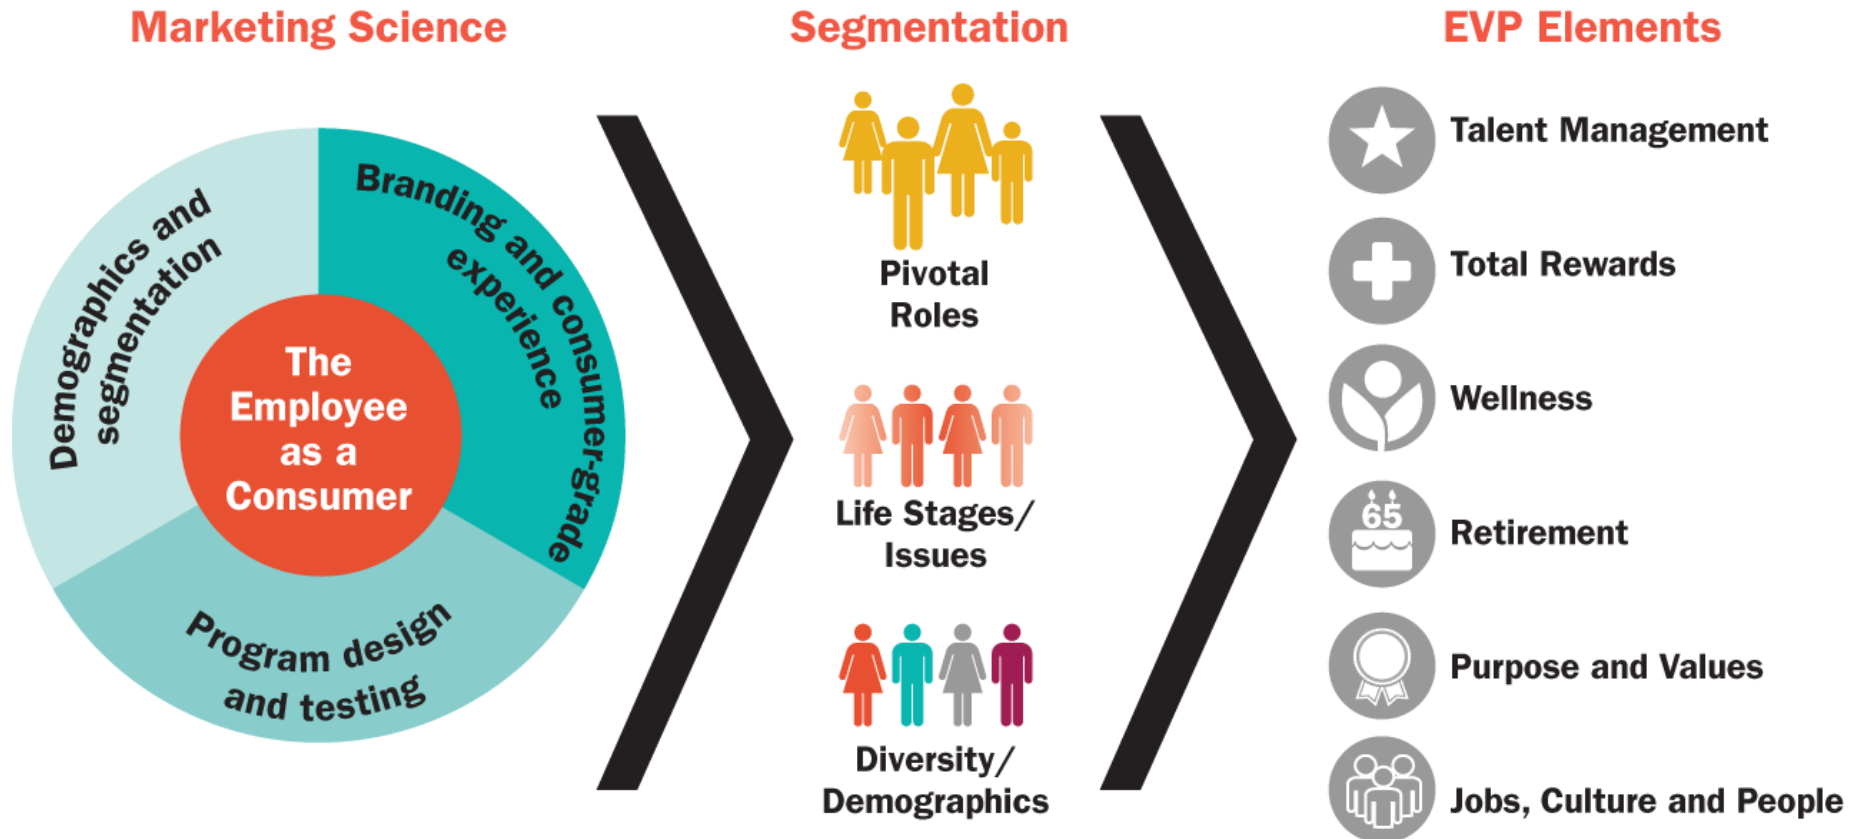 Marketing Science
Segmentation
EVP Elements
Demographics and
segmentation
Branding and consumer-grade
experience
The
Employee
as a
Consumer
Program design
and testing
Pivotal
Roles
Life Stages/
Issues
Diversity/
Demographics
Talent Management
Total Rewards
Wellness
65
Retirement
Purpose and Values
Jobs, Culture and People